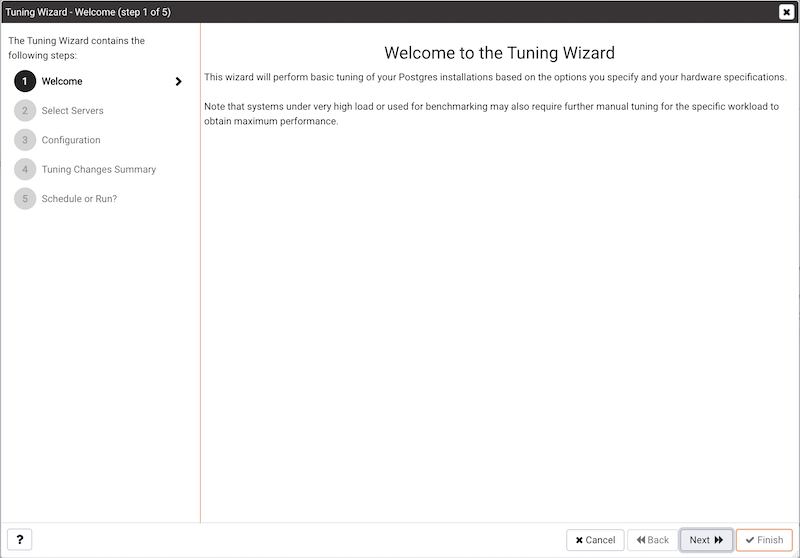 Tuning Wizard - Welcome (step 1 of 5)
The Tuning Wizard contains the
following steps:
1 Welcome
2 Select Servers
3 Configuration
4 Tuning Changes Summary
5 Schedule or Run?
Welcome to the Tuning Wizard
This wizard will perform basic tuning of your Postgres installations based on the options you specify and your hardware specifications.
Note that systems under very high load or used for benchmarking may also require further manual tuning for the specific workload to
obtain maximum performance.
? Cancel Back Next Finish